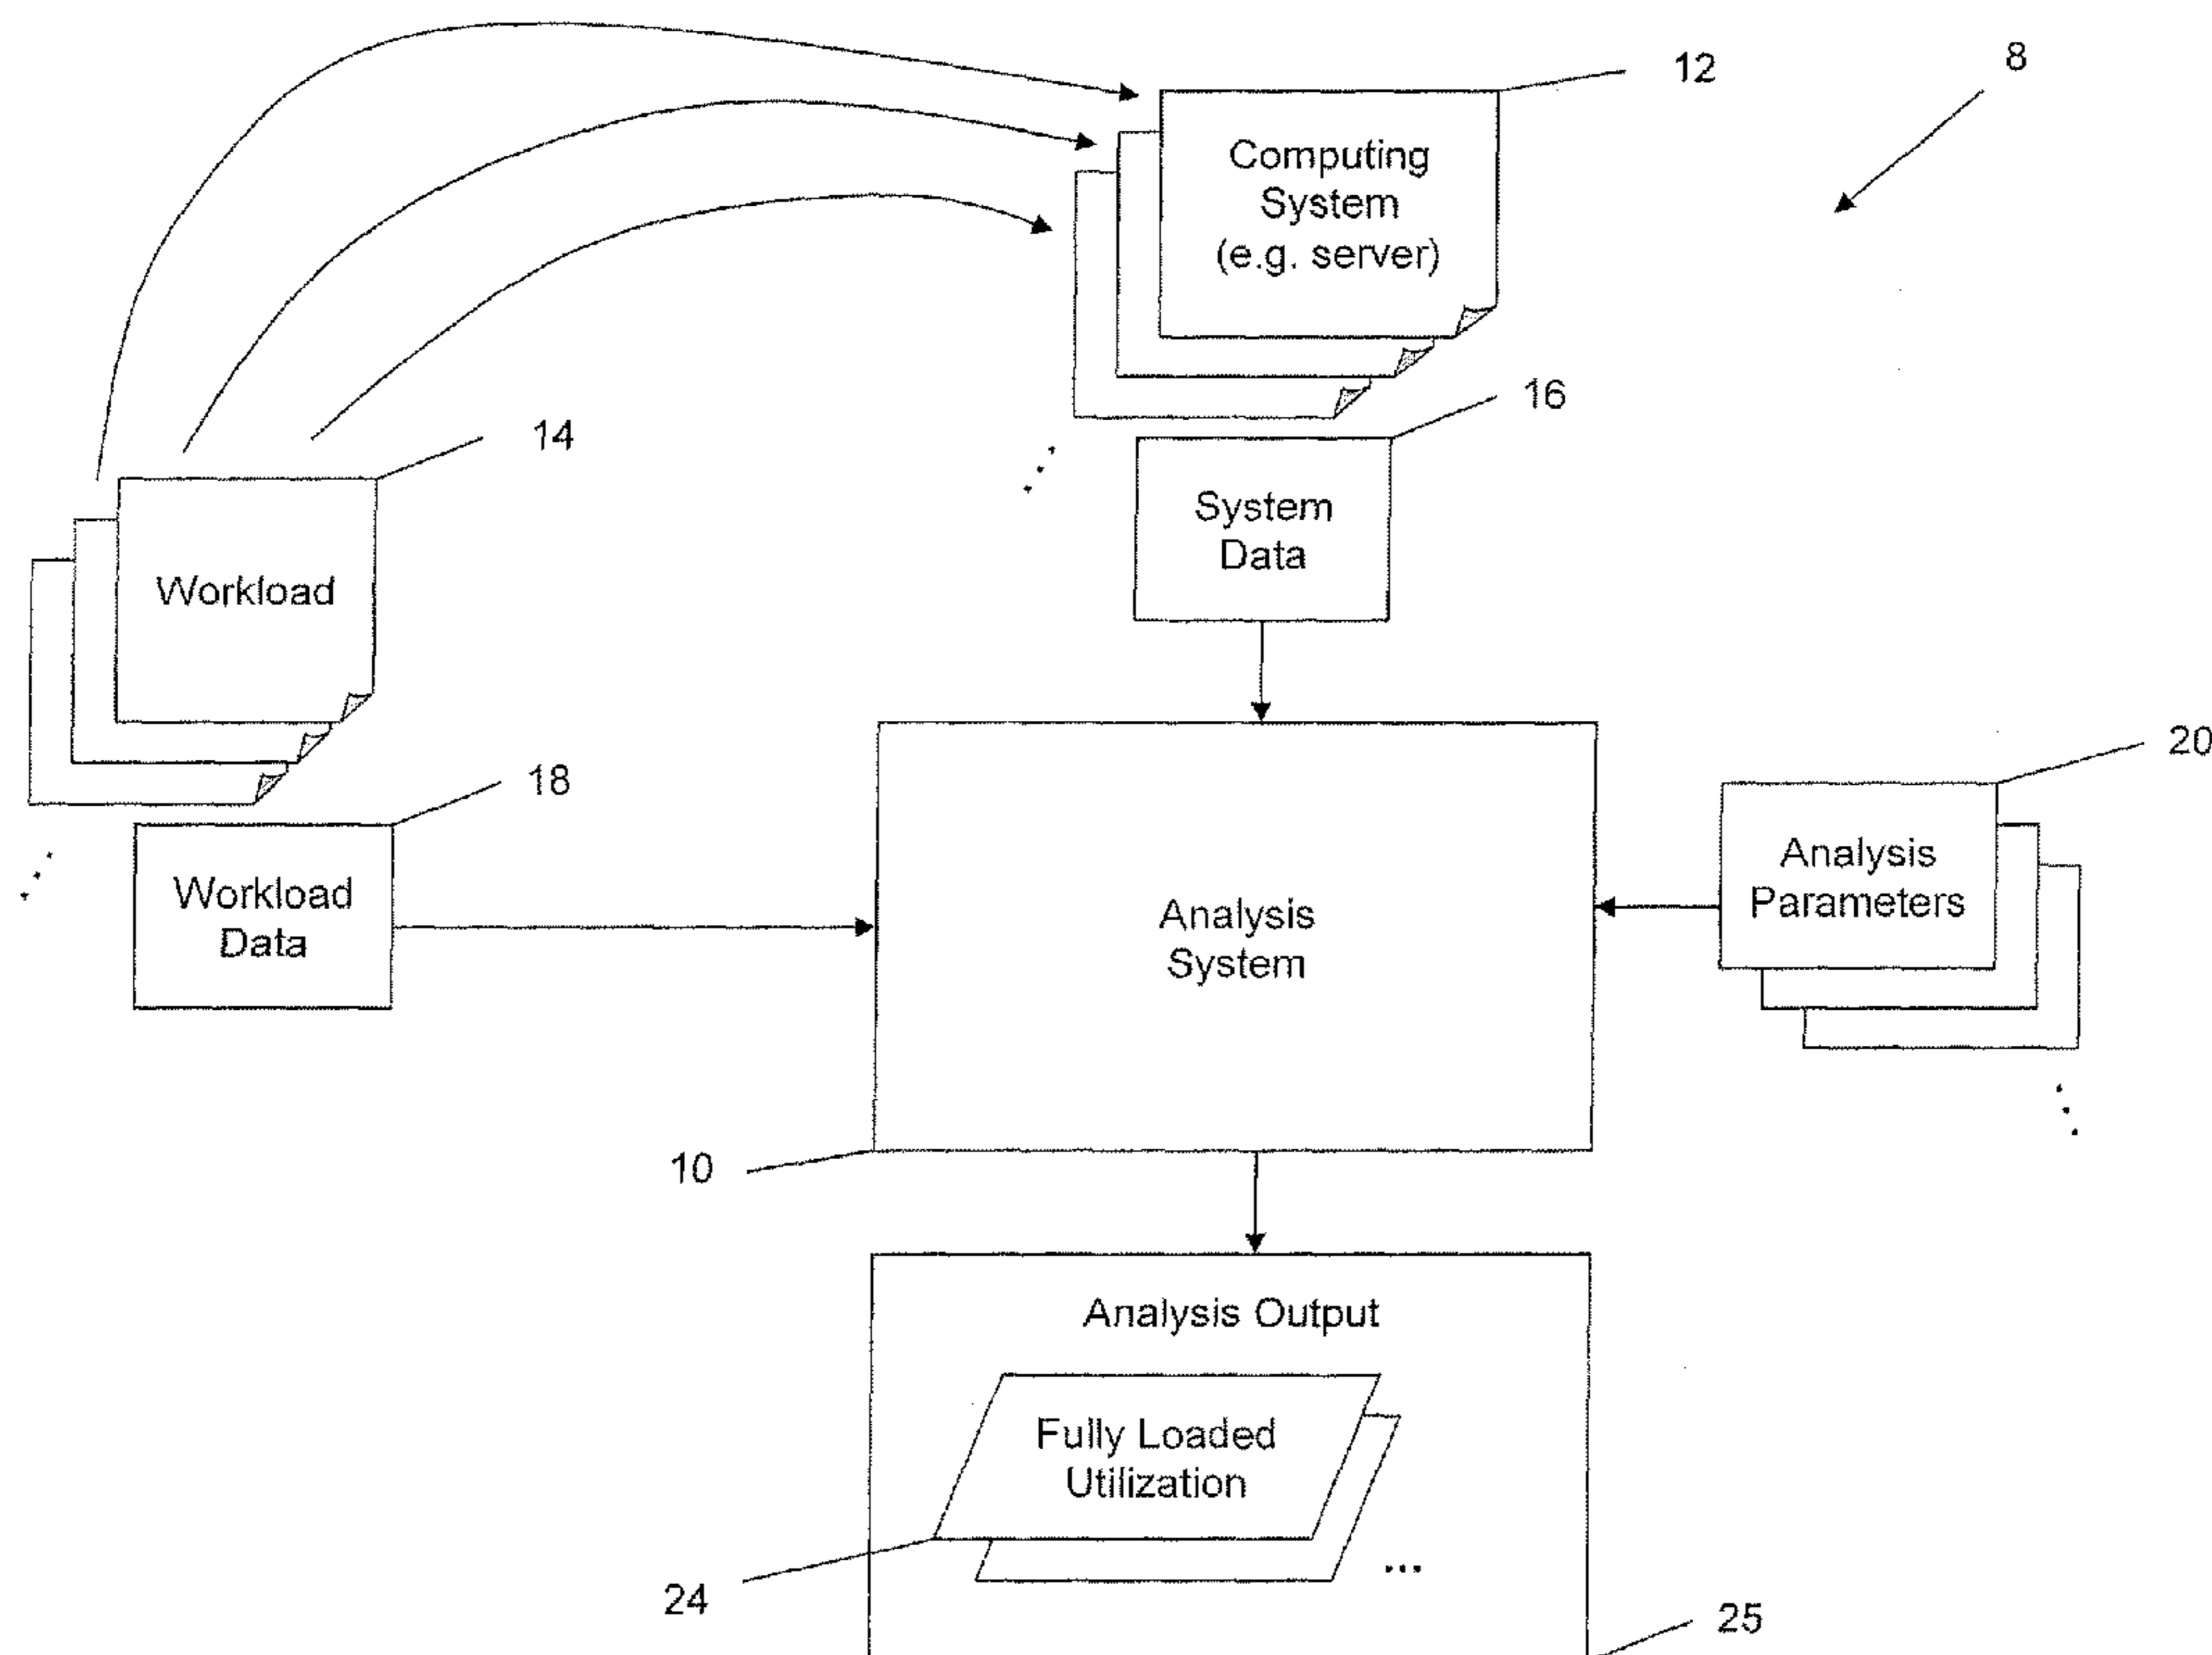 8
12
Computing
System
(e.g. server)
16
14
System
Data
Workload
20
18
Analysis
Parameters
Workload
Data
Analysis
System
10
Analysis Output
Fully Loaded
Utilization
...
24
25